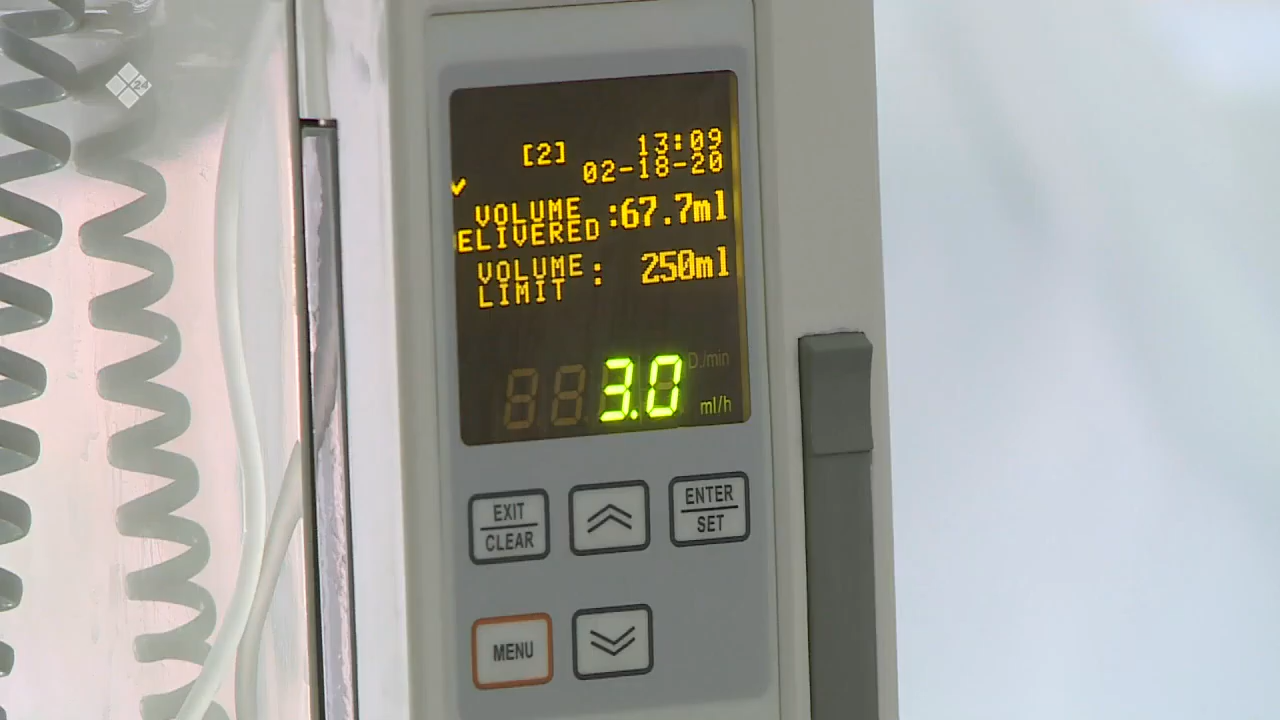 24
[2] 13:09
02-18-20
VOLUME
ELIVERED :67.7ml
VOLUME
LIMIT : 250ml
D./min
3.0
ml/h
EXIT
CLEAR
ENTER
SET
MENU